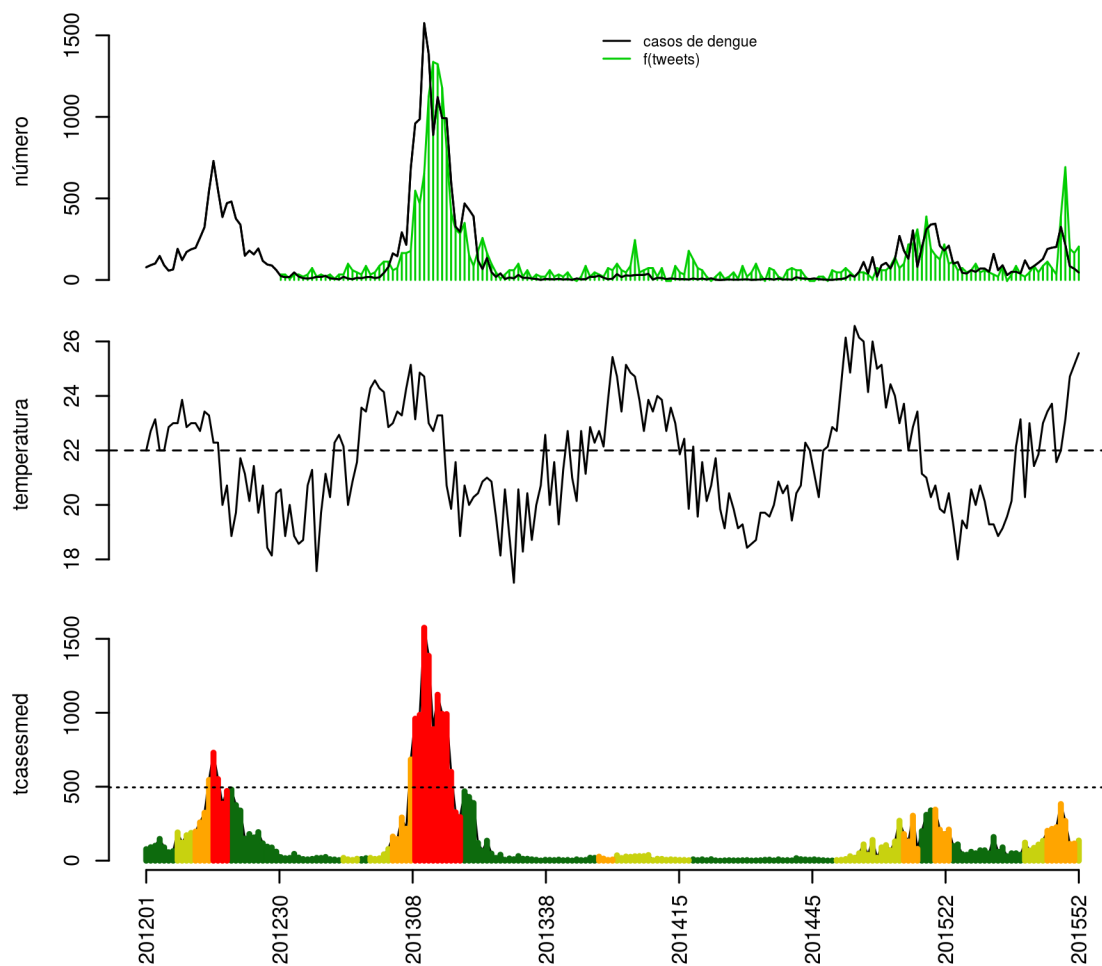 casos de dengue
f(tweets)
número
0 500 1000 1500
temperatura
18 20 22 24 26
tcasesmed
0 500 1000 1500
201201 201230 201308 201338 201415 201445 201522 201552